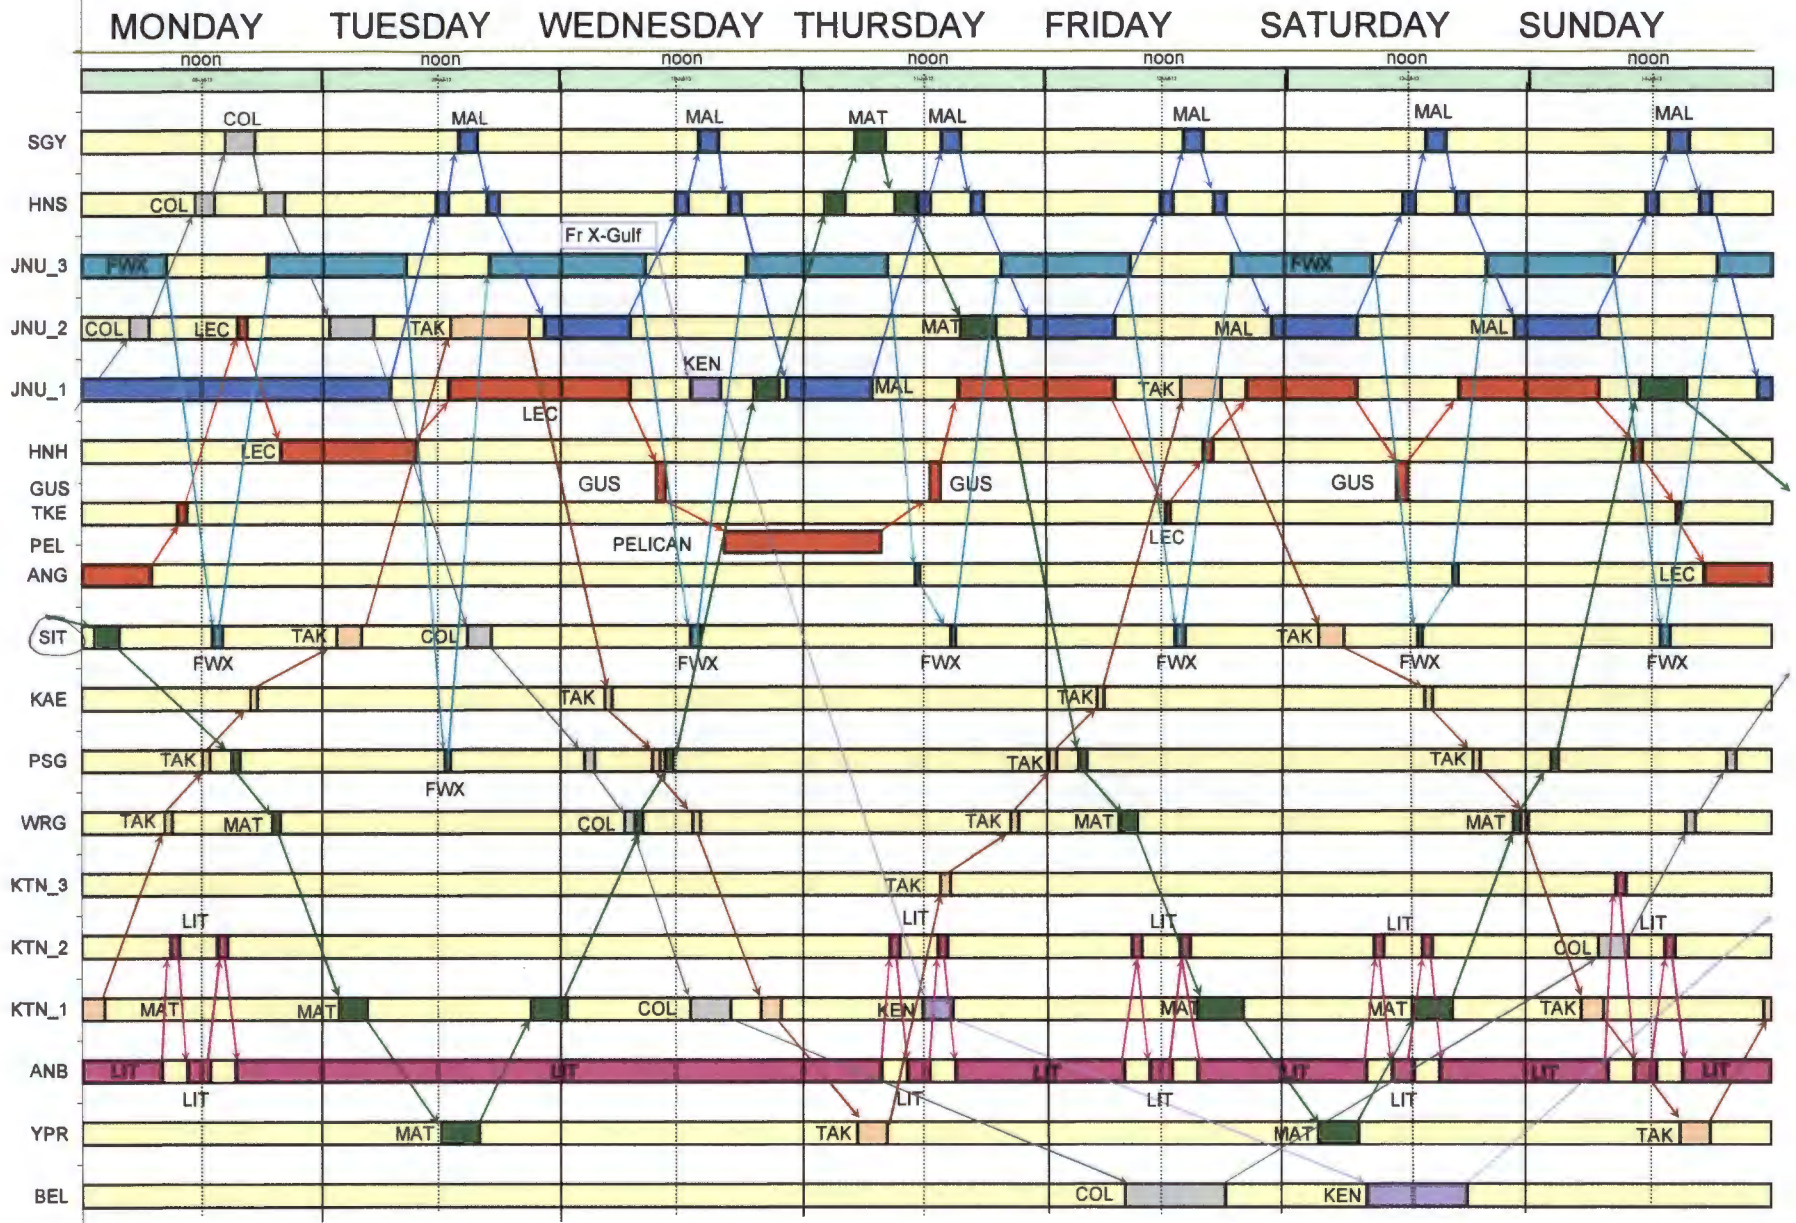 MONDAY TUESDAY WEDNESDAY THURSDAY FRIDAY SATURDAY SUNDAY
noon noon noon noon noon noon noon
COL MAL MAL MAT MAL MAL MAL MAL
SGY
HNS COL
Fr X-Gulf
JNU_3 FWX FWX
JNU_2 COL LEC TAK MAT MAL MAL
KEN
JNU_1 MAL TAK
LEC
HNH LEC
GUS GUS GUS GUS
TKE
LEC
PEL PELICAN
ANG LEC
SIT TAK COL TAK
FWX FWX FWX FWX FWX FWX
KAE TAK TAK
PSG TAK TAK TAK
FWX
WRG TAK MAT COL TAK MAT MAT
KTN_3 TAK
LIT LIT LIT LIT LIT
KTN_2 COL
KTN_1 MAT MAT COL KEN MAT MAT TAK
ANB LIT LIT LIT LIT LIT LIT
LIT LIT LIT LIT
YPR MAT TAK MAT TAK
BEL COL KEN